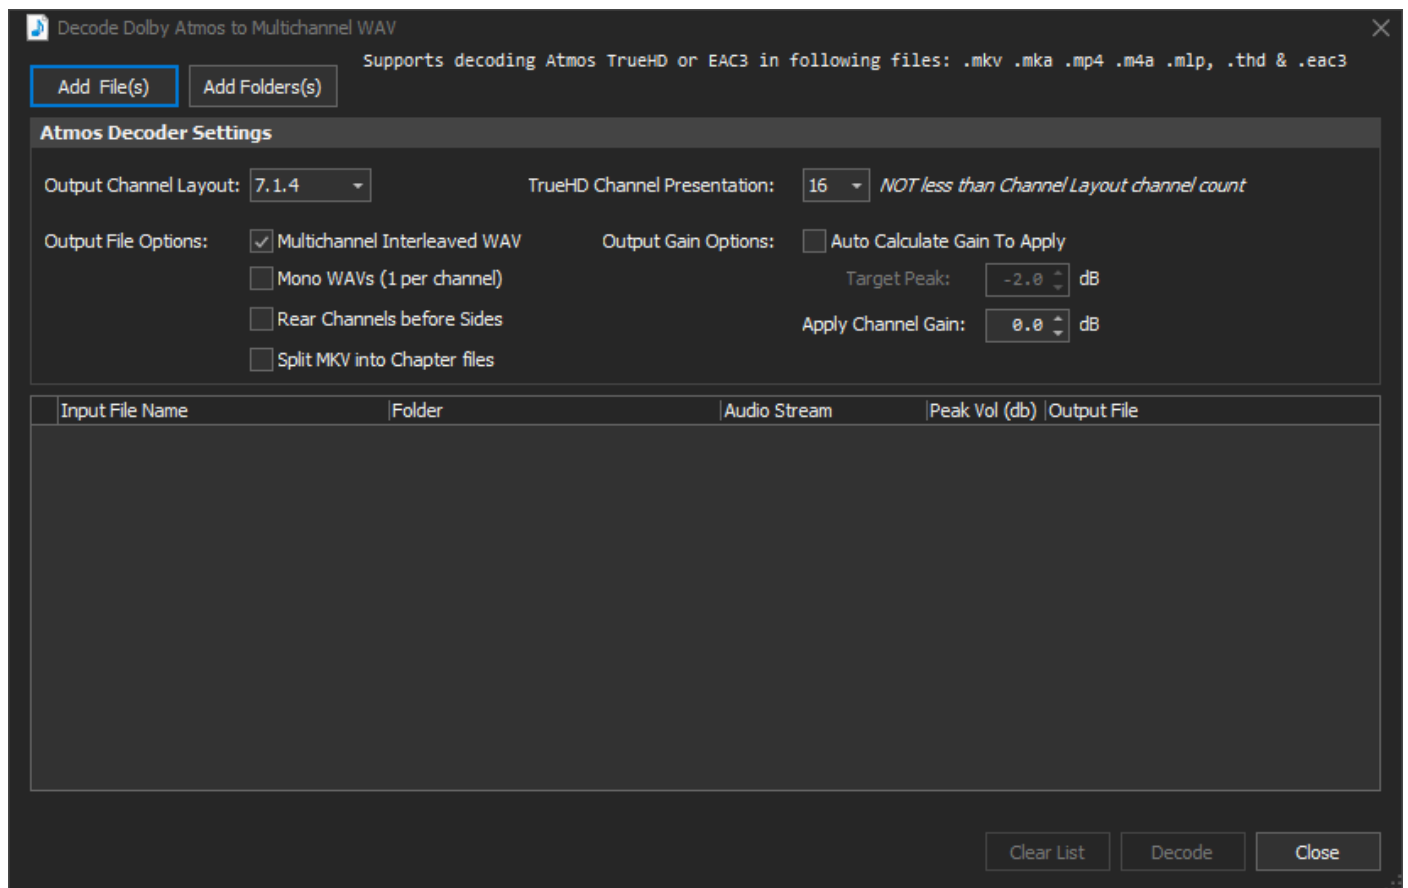 Decode Dolby Atmos to Multichannel WAV
Supports decoding Atmos TrueHD or EAC3 in following files: .mkv .mka .mp4 .m4a .mlp, .thd & .eac3
Add File(s) Add Folders(s)
Atmos Decoder Settings
Output Channel Layout: 7.1.4 TrueHD Channel Presentation: 16 NOT less than Channel Layout channel count
Output File Options: Multichannel Interleaved WAV Output Gain Options: Auto Calculate Gain To Apply
Mono WAVs (1 per channel) Target Peak: -2.0 dB
Rear Channels before Sides Apply Channel Gain: 0.0 dB
Split MKV into Chapter files
Input File Name Folder Audio Stream Peak Vol (db) Output File
Clear List Decode Close